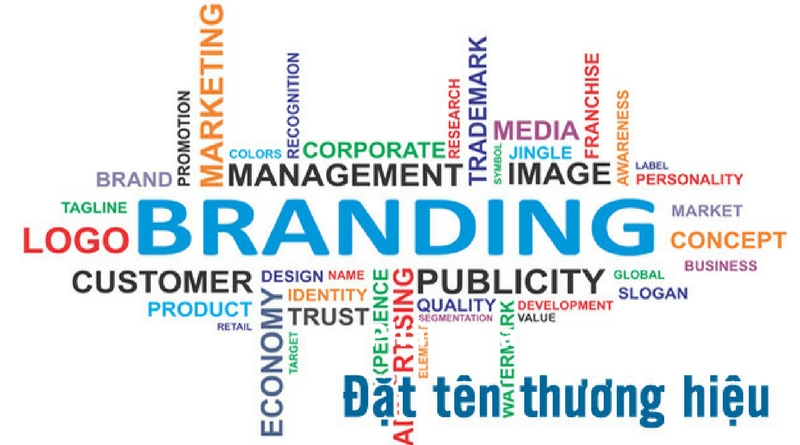 MARKETING
RECOGNITION
PROMOTION
COLORS
CORPORATE
RESEARCH
TRADEMARK
MEDIA
FRANCHISE
AWARENESS
SYMBOL
JINGLE
LABEL
BRAND
MANAGEMENT
IMAGE
PERSONALITY
TAGLINE
BRANDING
MARKET
LOGO
CONCEPT
BUSINESS
CUSTOMER
DESIGN
NAME
PUBLICITY
GLOBAL
IDENTITY
SLOGAN
PRODUCT
TRUST
QUALITY
DEVELOPMENT
RETAIL
SEGMENTATION
VALUE
ECONOMY
TARGET
EXPERIENCE
ADVERTISING
ELEMENT
WATERMARK
Đặt tên thương hiệu